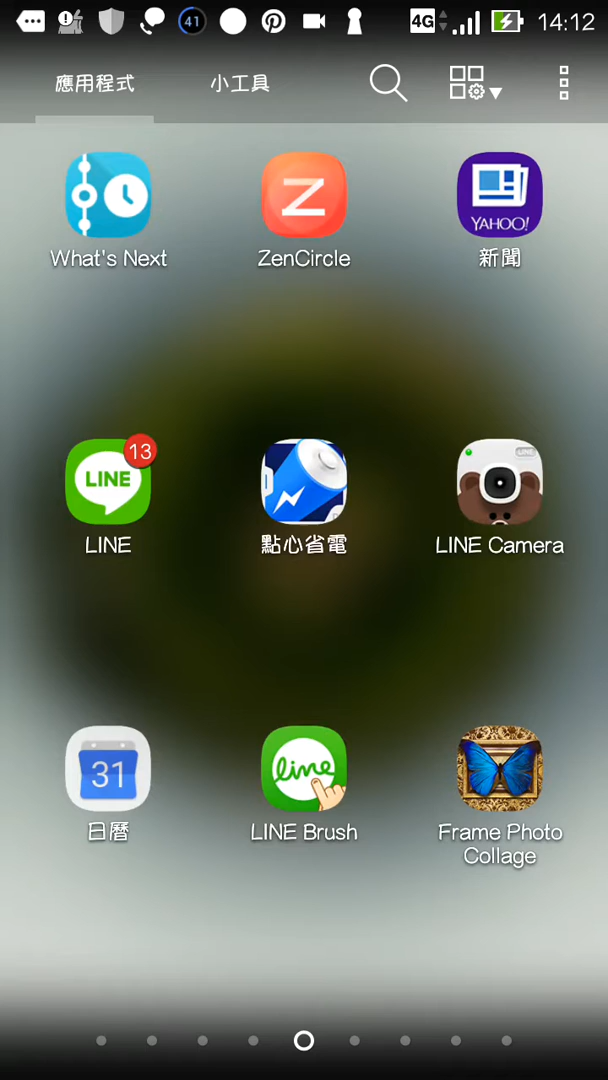 41
4G
14:12
應用程式
小工具
What's Next
Z
ZenCircle
YAHOO!
新聞
13
LINE
LINE
點心省電
LINE
LINE Camera
31
日曆
line
LINE Brush
Frame Photo
Collage